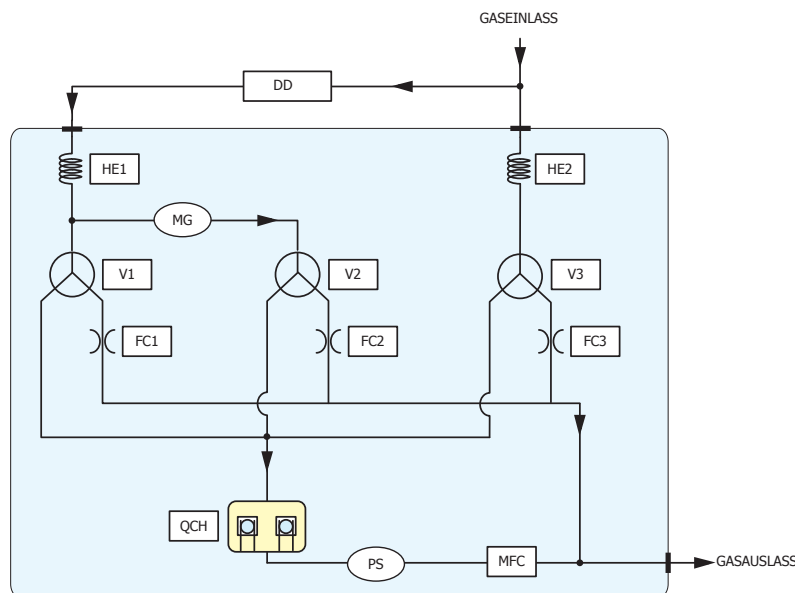 GASEINLASS
DD
HE1
HE2
MG
V1
V2
V3
FC1
FC2
FC3
QCH
PS
MFC
GASAUSLASS